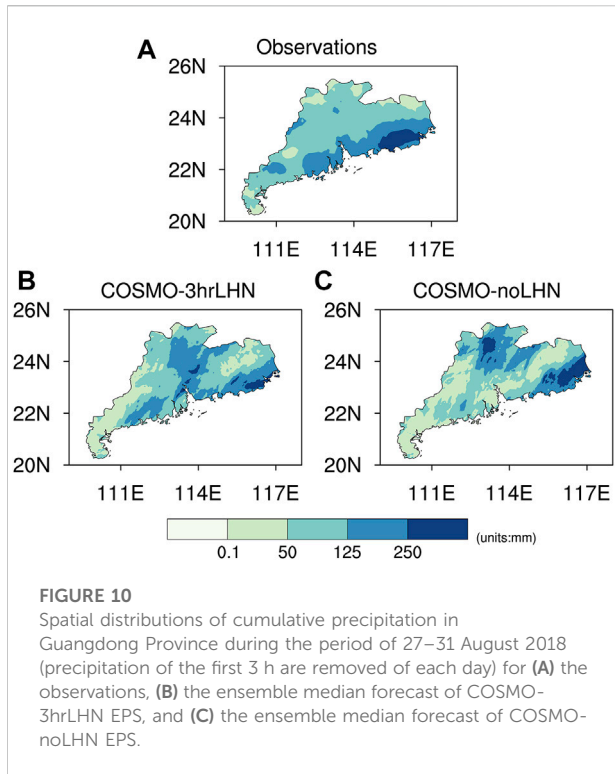 A
Observations
26N
24N
22N
20N
111E 114E 117E
B
COSMO-3hrLHN
26N
24N
22N
20N
111E 114E 117E
C
COSMO-noLHN
26N
24N
22N
20N
111E 114E 117E
0.1 50 125 250 (units:mm)
FIGURE 10
Spatial distributions of cumulative precipitation in
Guangdong Province during the period of 27–31 August 2018
(precipitation of the first 3 h are removed of each day) for (A) the
observations, (B) the ensemble median forecast of COSMO-
3hrLHN EPS, and (C) the ensemble median forecast of COSMO-
noLHN EPS.